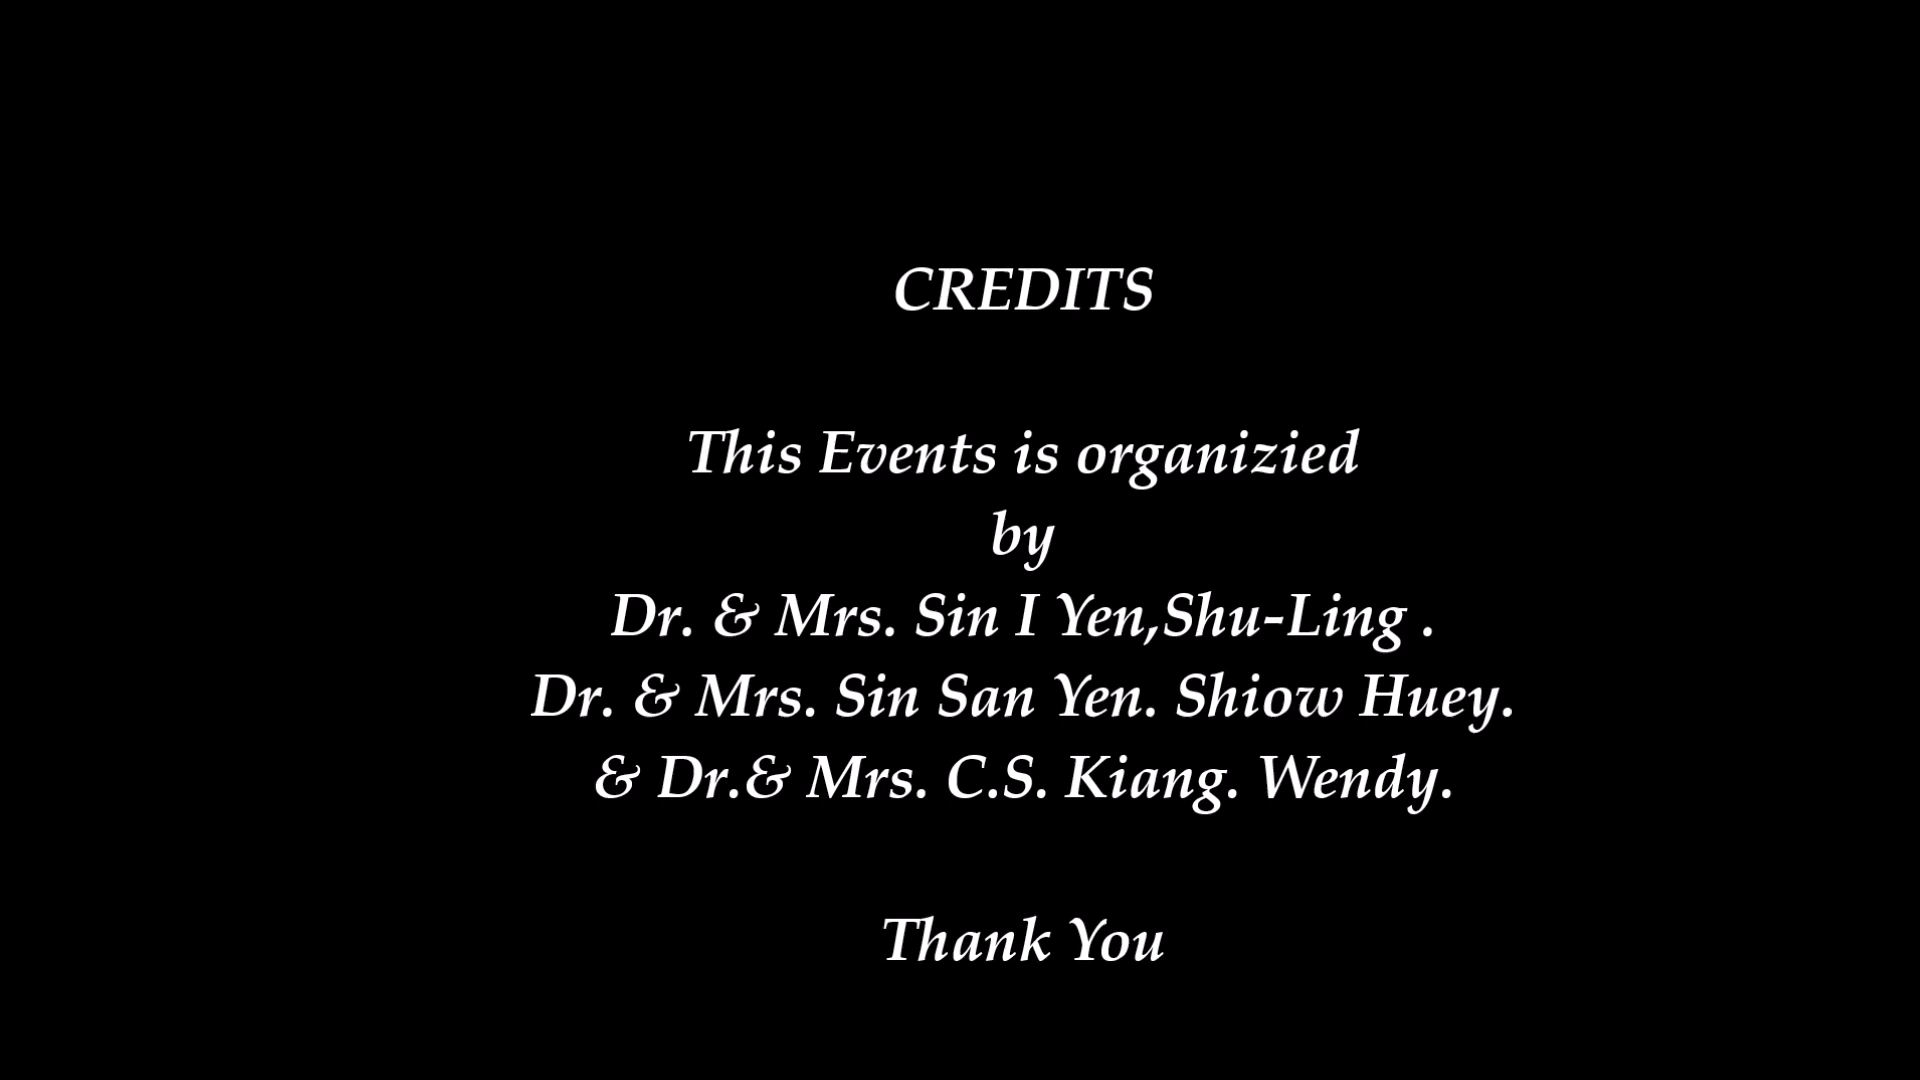 CREDITS
This Events is organizied
by
Dr. & Mrs. Sin I Yen,Shu-Ling .
Dr. & Mrs. Sin San Yen. Shiow Huey.
& Dr.& Mrs. C.S. Kiang. Wendy.
Thank You